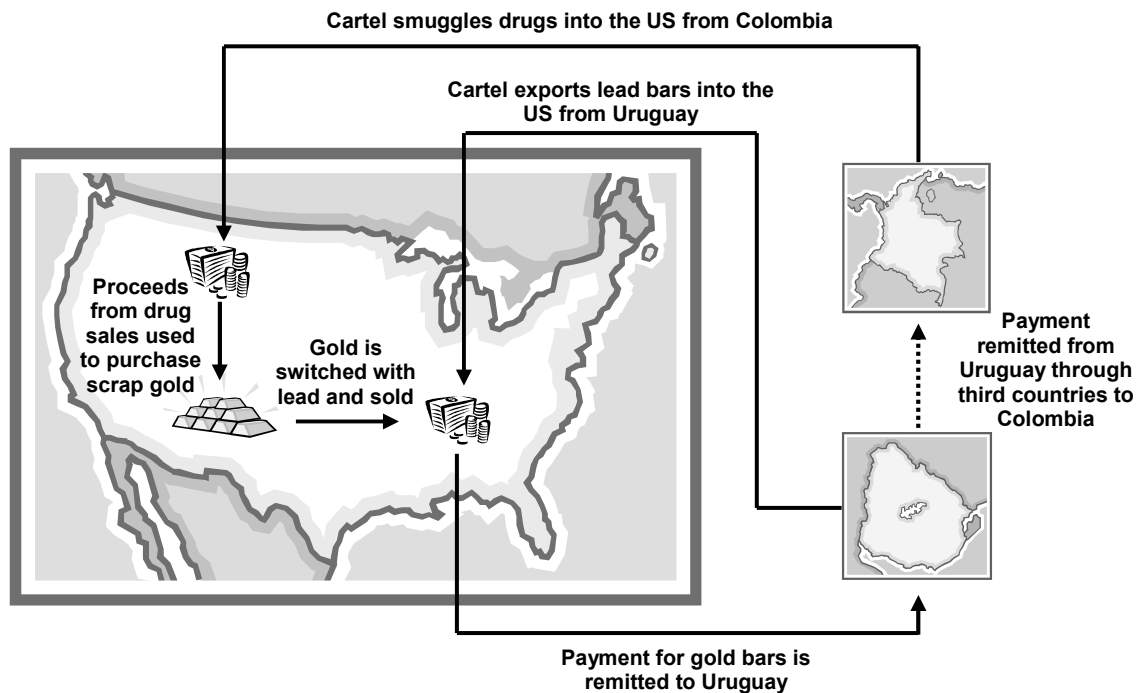 Cartel smuggles drugs into the US from Colombia
Cartel exports lead bars into the
US from Uruguay
Proceeds
from drug
sales used
to purchase
scrap gold
Gold is
switched with
lead and sold
Payment
remitted from
Uruguay through
third countries to
Colombia
Payment for gold bars is
remitted to Uruguay